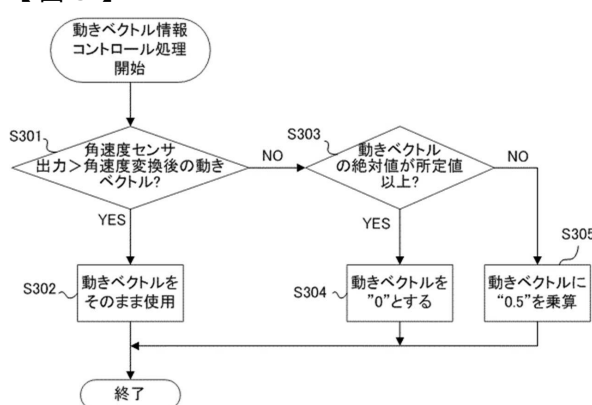 動きベクトル情報
コントロール処理
開始
S301
角速度センサ
出力＞角速度変換後の動き
ベクトル?
NO
YES
S303
動きベクトル
の絶対値が所定値
以上?
NO
YES
S302
動きベクトルを
そのまま使用
S304
動きベクトルを
"0"とする
S305
動きベクトルに
“0.5”を乗算
終了